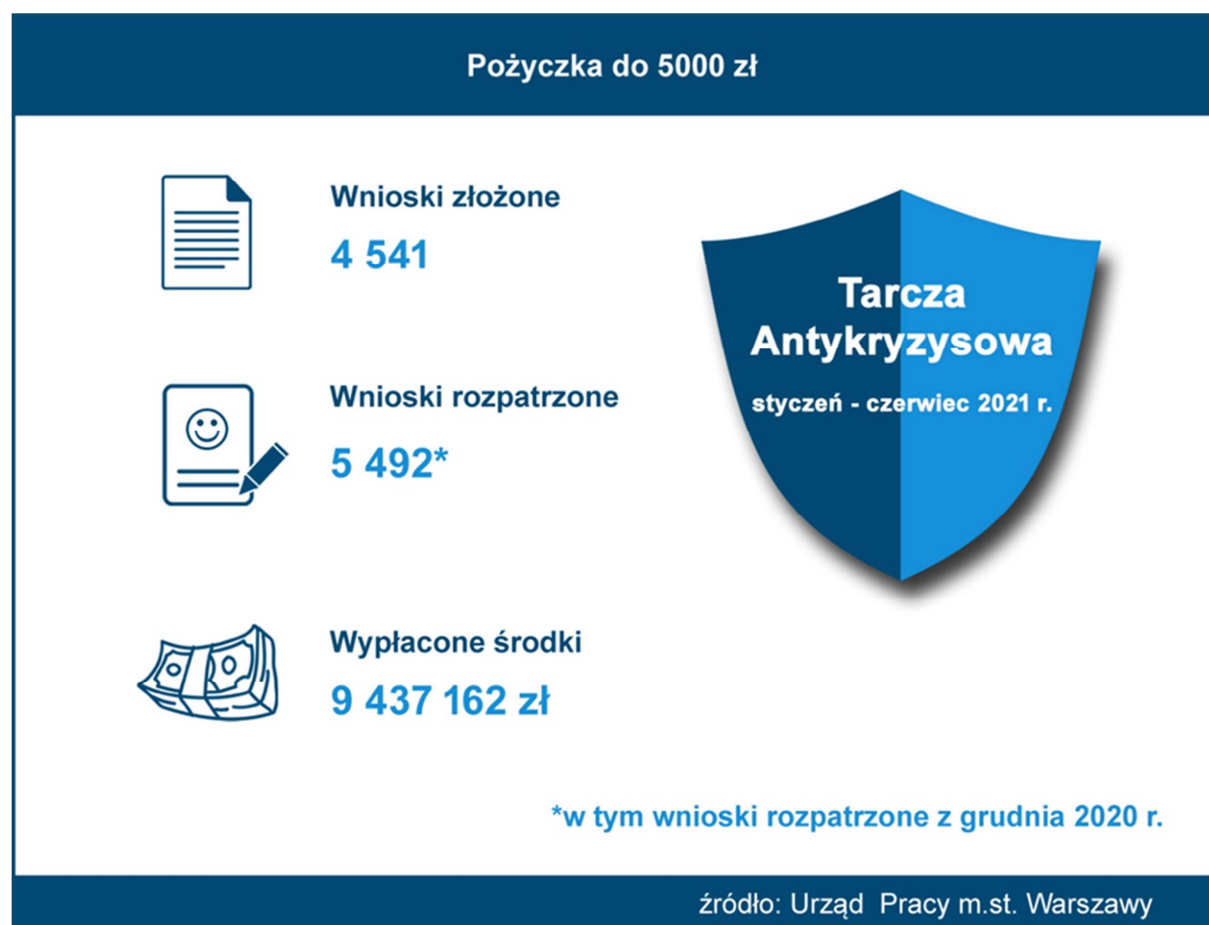 Pożyczka do 5000 zł
Wnioski złożone
4 541
Wnioski rozpatrzone
5 492*
Wypłacone środki
9 437 162 zł
Tarcza
Antykryzysowa
styczeń - czerwiec 2021 r.
*w tym wnioski rozpatrzone z grudnia 2020 r.
źródło: Urząd Pracy m.st. Warszawy